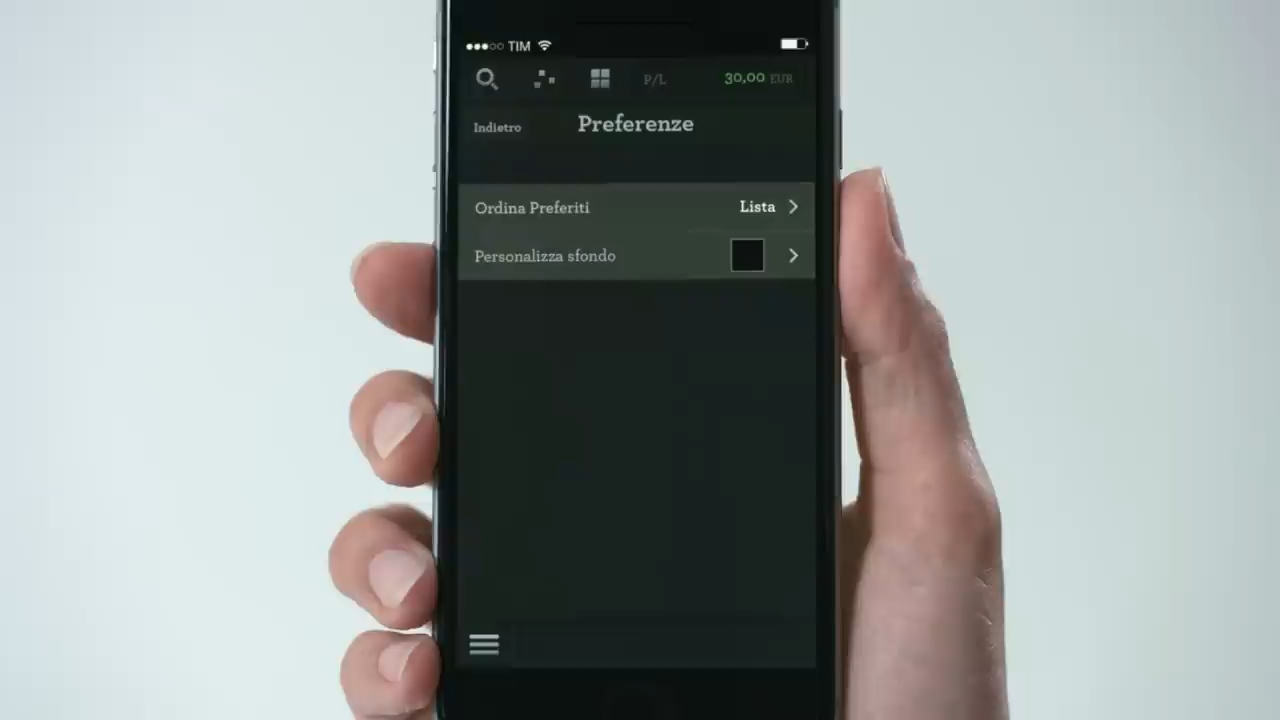 TIM
P/L 30,00 EUR
Indietro Preferenze
Ordina Preferiti Lista
Personalizza sfondo